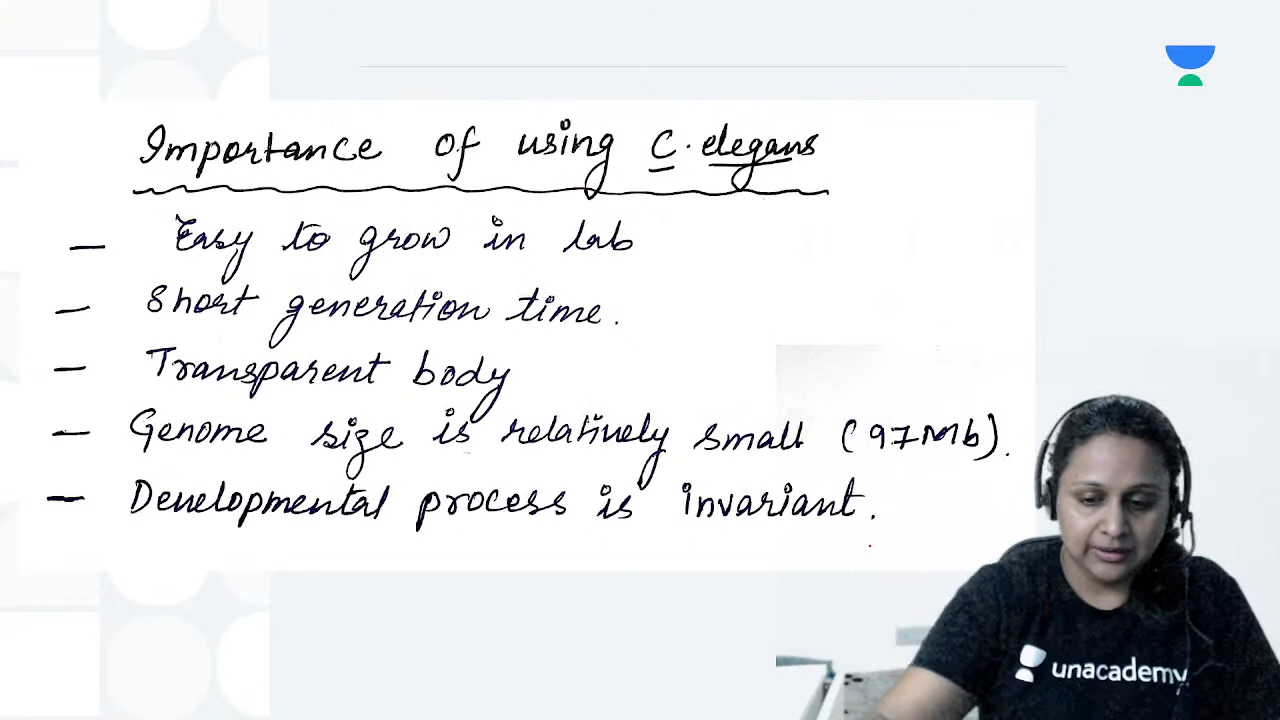 Importance of using C. elegans
— Easy to grow in lab
— Short generation time.
— Transparent body
— Genome size is relatively small (97Mb).
— Developmental process is invariant.
unacademy